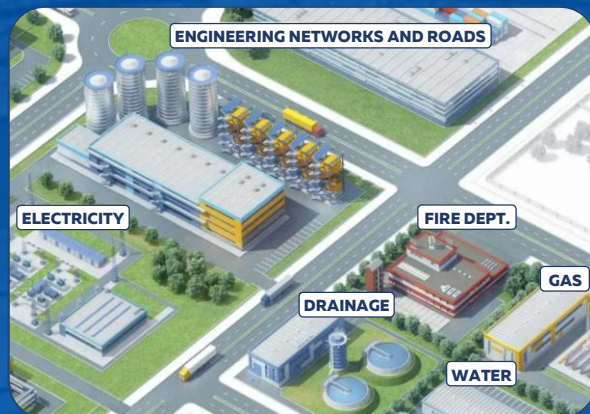 ENGINEERING NETWORKS AND ROADS
ELECTRICITY
FIRE DEPT.
GAS
DRAINAGE
WATER